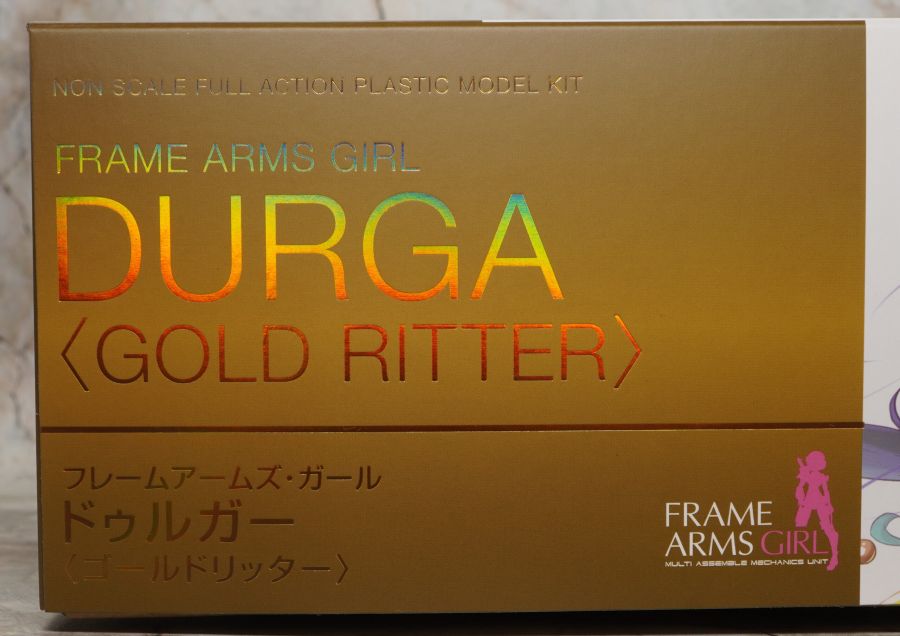 NON SCALE FULL ACTION PLASTIC MODEL KIT
FRAME ARMS GIRL
DURGA
〈GOLD RITTER〉
フレームアームズ・ガール
ドゥルガー
〈ゴールドリッター〉
FRAME
ARMS GIRL
MULTI ASSEMBLE MECHANICS UNIT